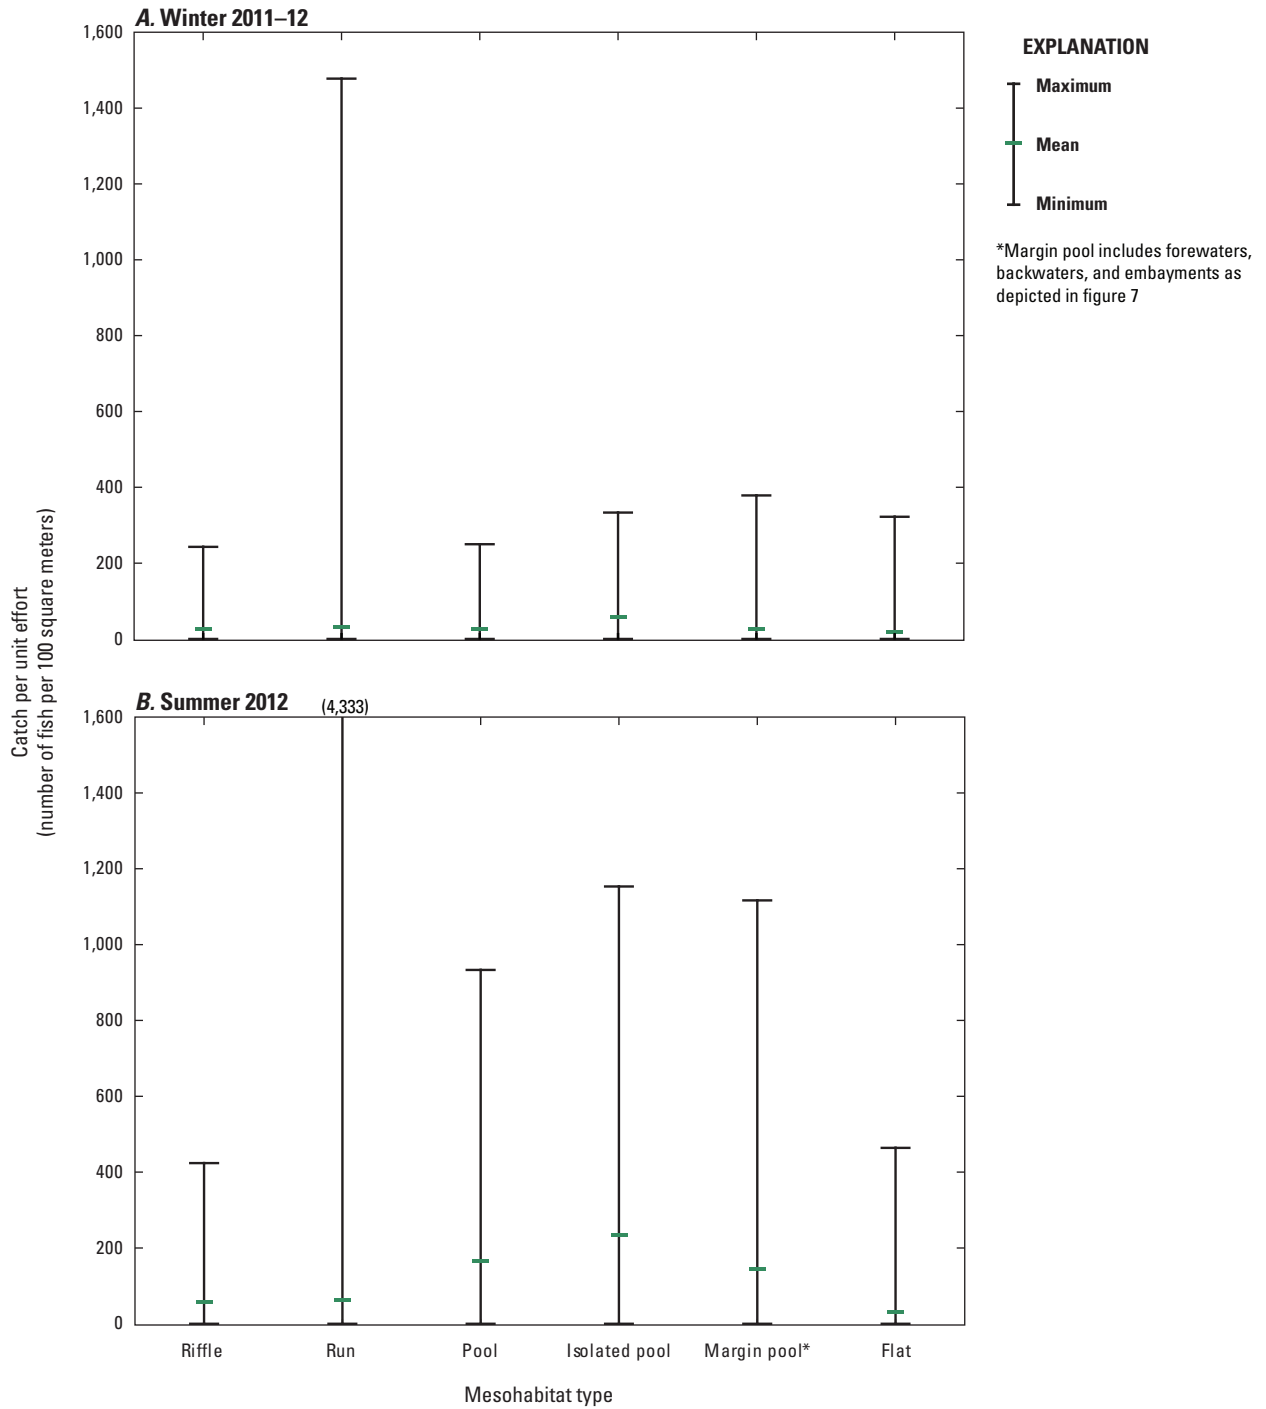 A. Winter 2011–12
1,600
1,400
1,200
1,000
800
600
400
200
0
EXPLANATION
Maximum
Mean
Minimum
*Margin pool includes forewaters,
backwaters, and embayments as
depicted in figure 7
Catch per unit effort
(number of fish per 100 square meters)
B. Summer 2012
(4,333)
1,600
1,400
1,200
1,000
800
600
400
200
0
Riffle
Run
Pool
Isolated pool
Margin pool*
Flat
Mesohabitat type